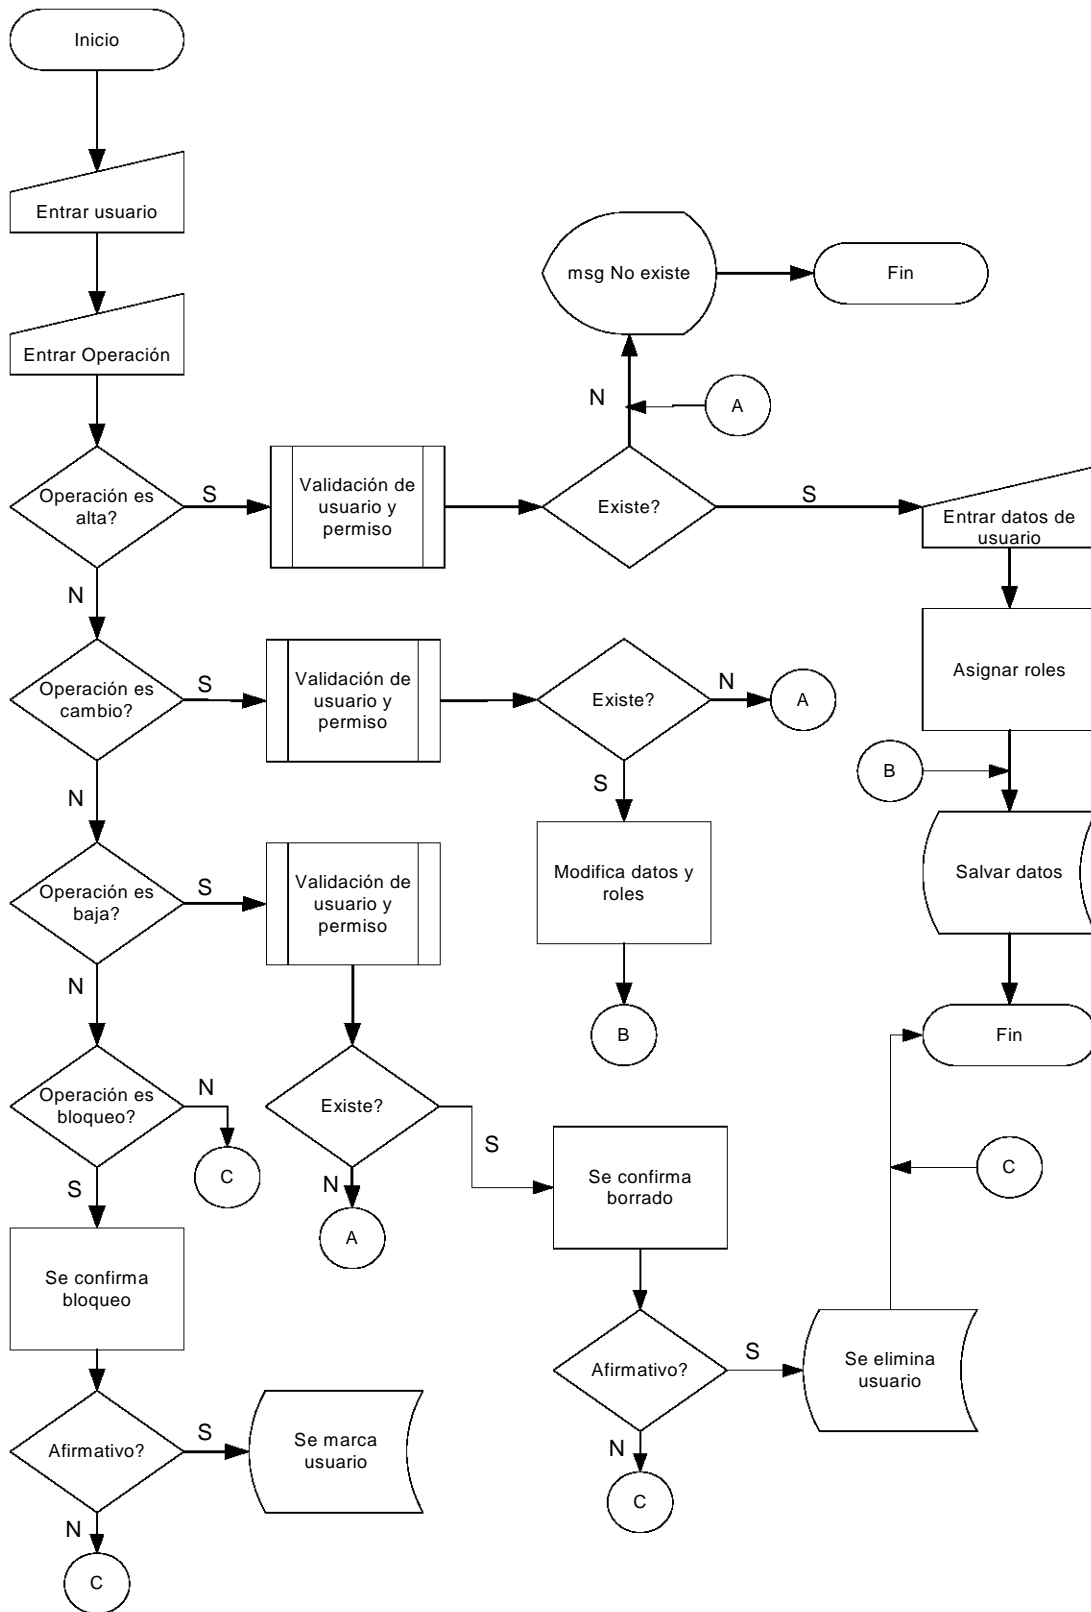 Inicio
Entrar usuario
msg No existe
Fin
Entrar Operación
N
A
Operación es
alta?
S
Validación de
usuario y
permiso
Existe?
S
Entrar datos de
usuario
N
Operación es
cambio?
S
Validación de
usuario y
permiso
Existe?
N
A
Asignar roles
B
N
S
Operación es
baja?
S
Validación de
usuario y
permiso
Modifica datos y
roles
Salvar datos
N
B
Fin
Operación es
bloqueo?
N
C
Existe?
S
N
A
Se confirma
borrado
C
S
Se confirma
bloqueo
Afirmativo?
S
Se elimina
usuario
N
C
Afirmativo?
S
Se marca
usuario
N
C